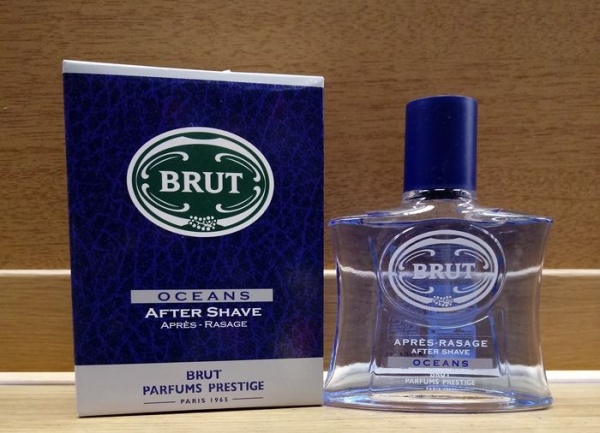 BRUT
OCEANS
AFTER SHAVE
APRÈS - RASAGE
BRUT
PARFUMS PRESTIGE
PARIS 1965
BRUT
APRÈS-RASAGE
AFTER SHAVE
OCEANS
BRUT
PARFUMS PRESTIGE